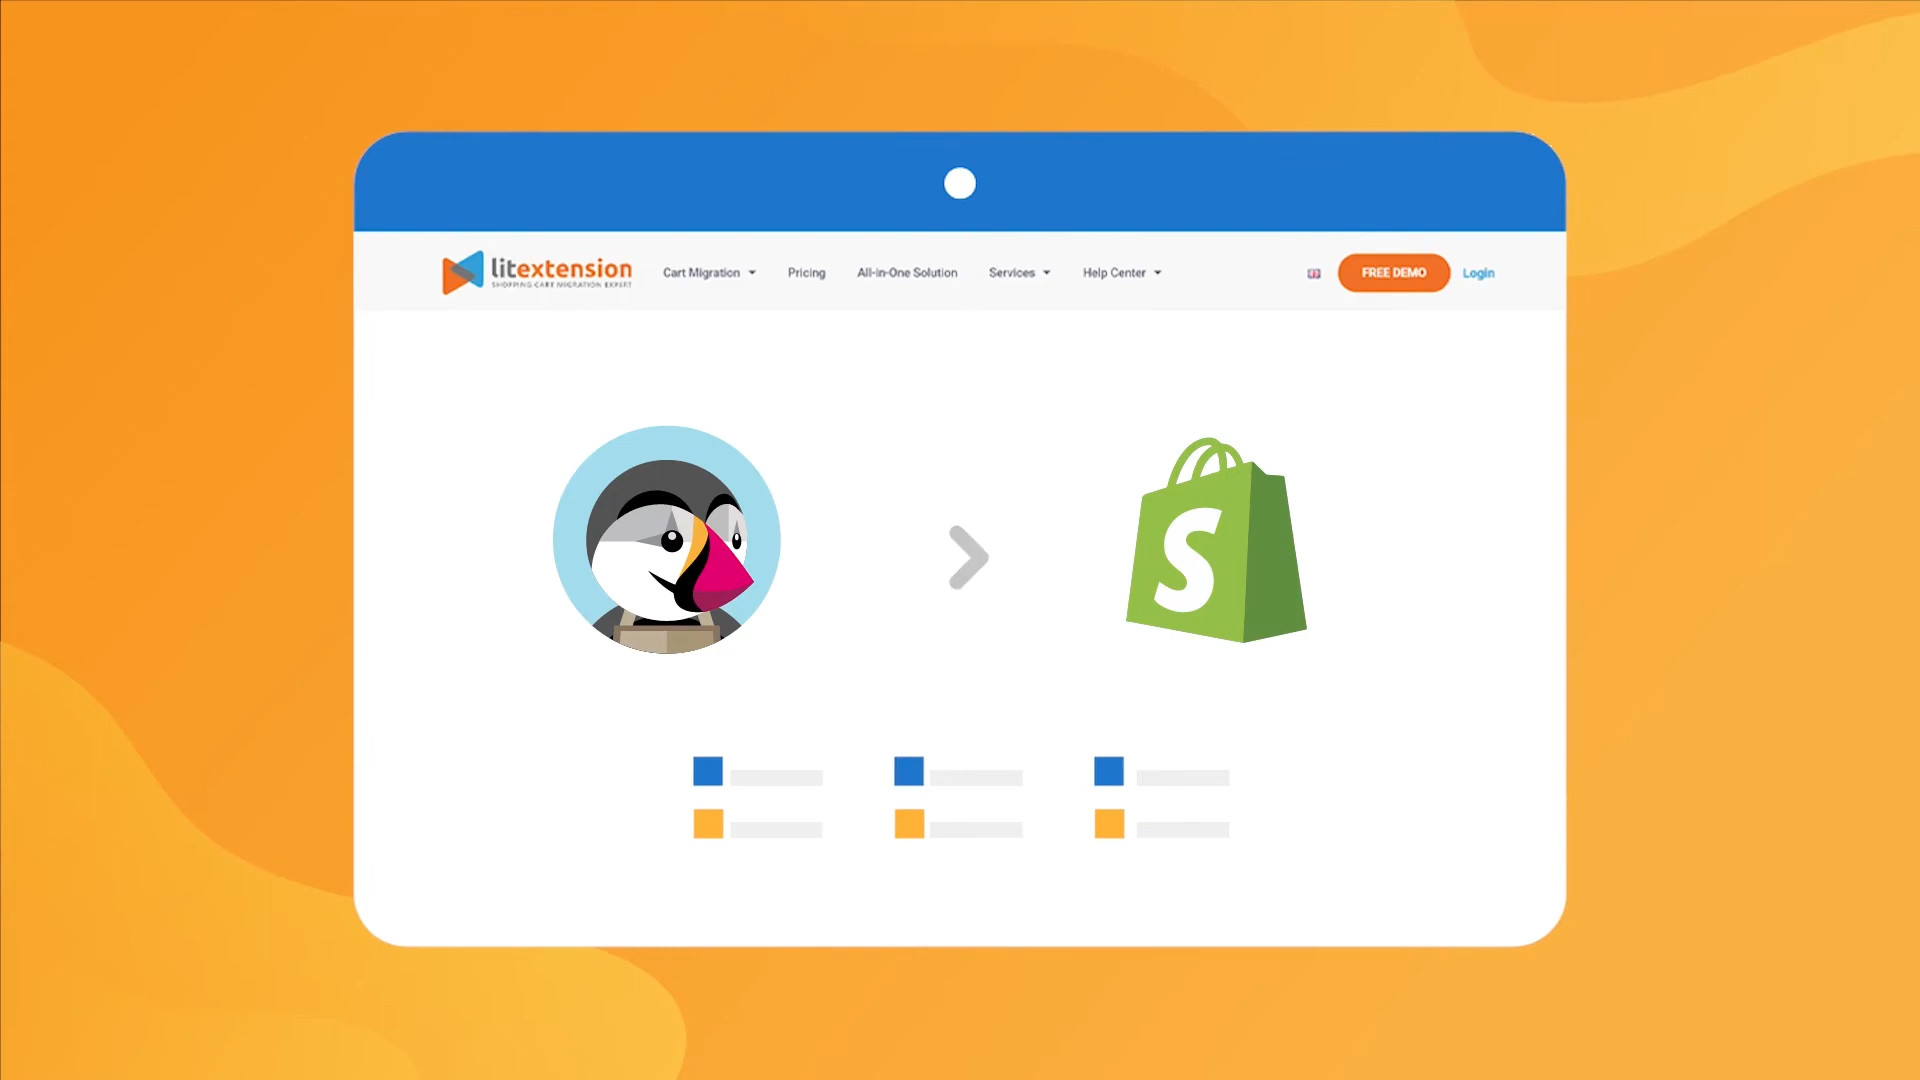 litextension
SHOPPING CART MIGRATION EXPERT
Cart Migration
Pricing
All-in-One Solution
Services
Help Center
FREE DEMO
Login
S